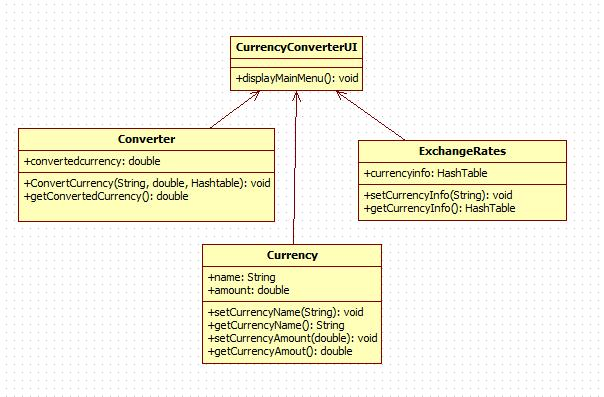 CurrencyConverterUI
+displayMainMenu(): void
Converter
+convertedcurrency: double
+ConvertCurrency(String, double, Hashtable): void
+getConvertedCurrency(): double
ExchangeRates
+currencyinfo: HashTable
+setCurrencyInfo(String): void
+getCurrencyInfo(): HashTable
Currency
+name: String
+amount: double
+setCurrencyName(String): void
+getCurrencyName(): String
+setCurrencyAmount(double): void
+getCurrencyAmout(): double